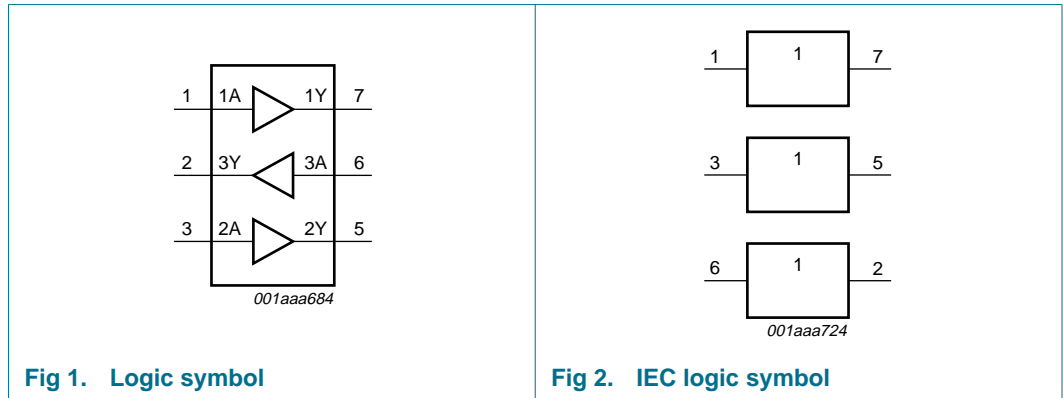 1 1A 1Y 7
2 3Y 3A 6
3 2A 2Y 5
001aaa684
Fig 1. Logic symbol
1 1 7
3 1 5
6 1 2
001aaa724
Fig 2. IEC logic symbol